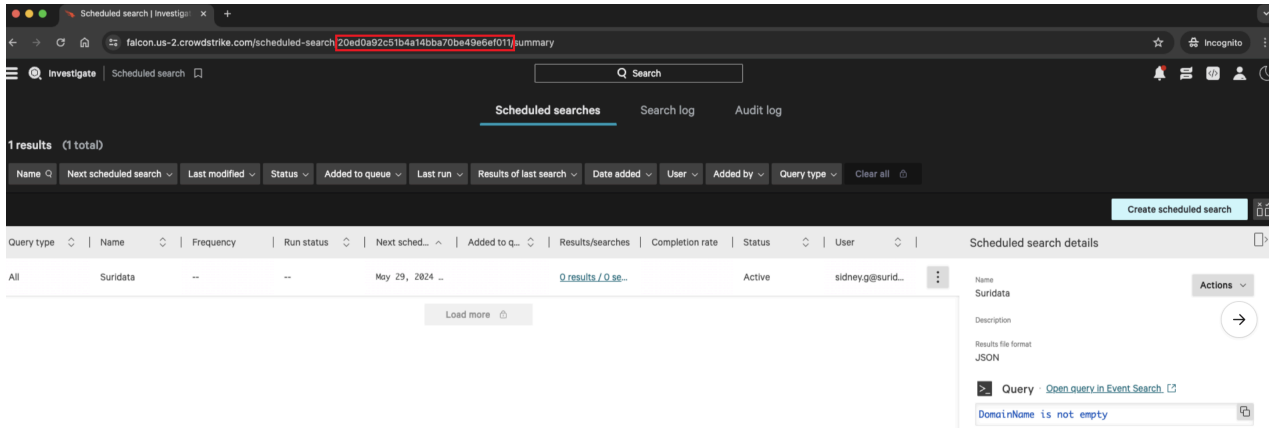 Scheduled search | Investiga
falcon.us-2.crowdstrike.com/scheduled-search/20ed0a92c51b4a14bba70be49e6ef011/summary
Incognito
Investigate
Scheduled search
Search
Scheduled searches
Search log
Audit log
1 results (1 total)
Name
Next scheduled search
Last modified
Status
Added to queue
Last run
Results of last search
Date added
User
Added by
Query type
Clear all
Create scheduled search
Query type
Name
Frequency
Run status
Next sched...
Added to q...
Results/searches
Completion rate
Status
User
Scheduled search details
All
Suridata
--
--
May 29, 2024 …
0 results / 0 se...
Active
sidney.g@surid...
Name
Suridata
Actions
Load more
Description
Results file format
JSON
Query · Open query in Event Search
DomainName is not empty